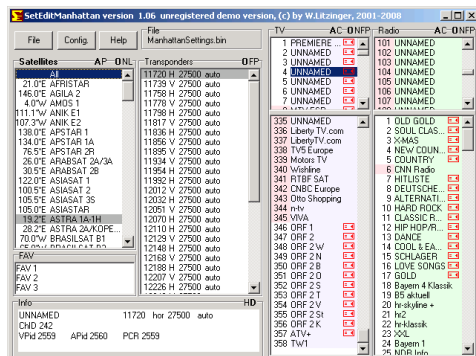 SetEditManhattan version 1.06 unregistered demo version, (c) by W.Litzinger, 2001-2008
File
Config.
Help
File
ManhattanSettings.bin
Satellites AP ONL
All
21.0°E AFRISTAR
146.0°E AGILA 2
4.0°W AMOS 1
111.1°W ANIK E1
107.3°W ANIK E2
138.0°E APSTAR 1
134.0°E APSTAR 1A
76.5°E APSTAR 2R
26.0°E ARABSAT 2A/3A
30.5°E ARABSAT 2B
122.0°E ASIASAT 1
100.5°E ASIASAT 2
105.5°E ASIASAT 3S
105.0°E ASIASTAR
19.2°E ASTRA 1A-1H
28.2°E ASTRA 2A/KOPE...
70.0°W BRASILSAT B1
FAV
FAV 1
FAV 2
FAV 3
Transponders OFP
11720 H 27500 auto
11739 V 27500 auto
11758 H 27500 auto
11778 V 27500 auto
11798 H 27500 auto
11817 V 27500 auto
11836 H 27500 auto
11856 V 27500 auto
11895 V 27500 auto
11934 V 27500 auto
11954 H 27500 auto
11992 H 27500 auto
12012 V 27500 auto
12032 H 27500 auto
12051 V 27500 auto
12070 H 27500 auto
12110 H 27500 auto
12129 V 27500 auto
12148 H 27500 auto
12168 V 27500 auto
12188 H 27500 auto
12207 V 27500 auto
12226 H 27500 auto
Info HD
UNNAMED 11720 hor 27500 auto
CHD 242
VPid 2559 APid 2560 PCR 2559
TV AC ONFP
1 PREMIERE ...
2 UNNAMED
3 UNNAMED
4 UNNAMED
5 UNNAMED
6 UNNAMED
7 UNNAMED
335 UNNAMED
336 LibertyTV.com
337 LibertyTV.com
338 TV5 Europe
339 Motors TV
340 Wishline
341 RTBF SAT
342 CNBC Europe
343 Otto Shopping
344 n-tv
345 VIVA
346 ORF 1
347 ORF 2
348 ORF 2 W
349 ORF 2 N
350 ORF 2 B
351 ORF 2 O
352 ORF 2 S
353 ORF 2 T
354 ORF 2 V
355 ORF 2 St
356 ORF 2 K
357 ATV+
358 TW1
Radio AC ONFP
101 UNNAMED
102 UNNAMED
103 UNNAMED
104 UNNAMED
105 UNNAMED
106 UNNAMED
107 UNNAMED
1 OLD GOLD
2 SOUL CLAS...
3 X-MAS
4 NEW COUN...
5 COUNTRY
6 CNN Radio
7 HITLISTE
8 DEUTSCHE...
9 ALTERNATI...
10 HARD ROCK
11 CLASSIC R...
12 HIP HOP/R...
13 DANCE
14 COOL & EA...
15 SCHLAGER
16 LOVE SONGS
17 GOLD
18 Bayern 4 Klassik
19 B5 aktuell
20 hr-skyline +
21 hr2
22 hr-klassik
23 XXL
24 Bayern 1
25 NDR Info